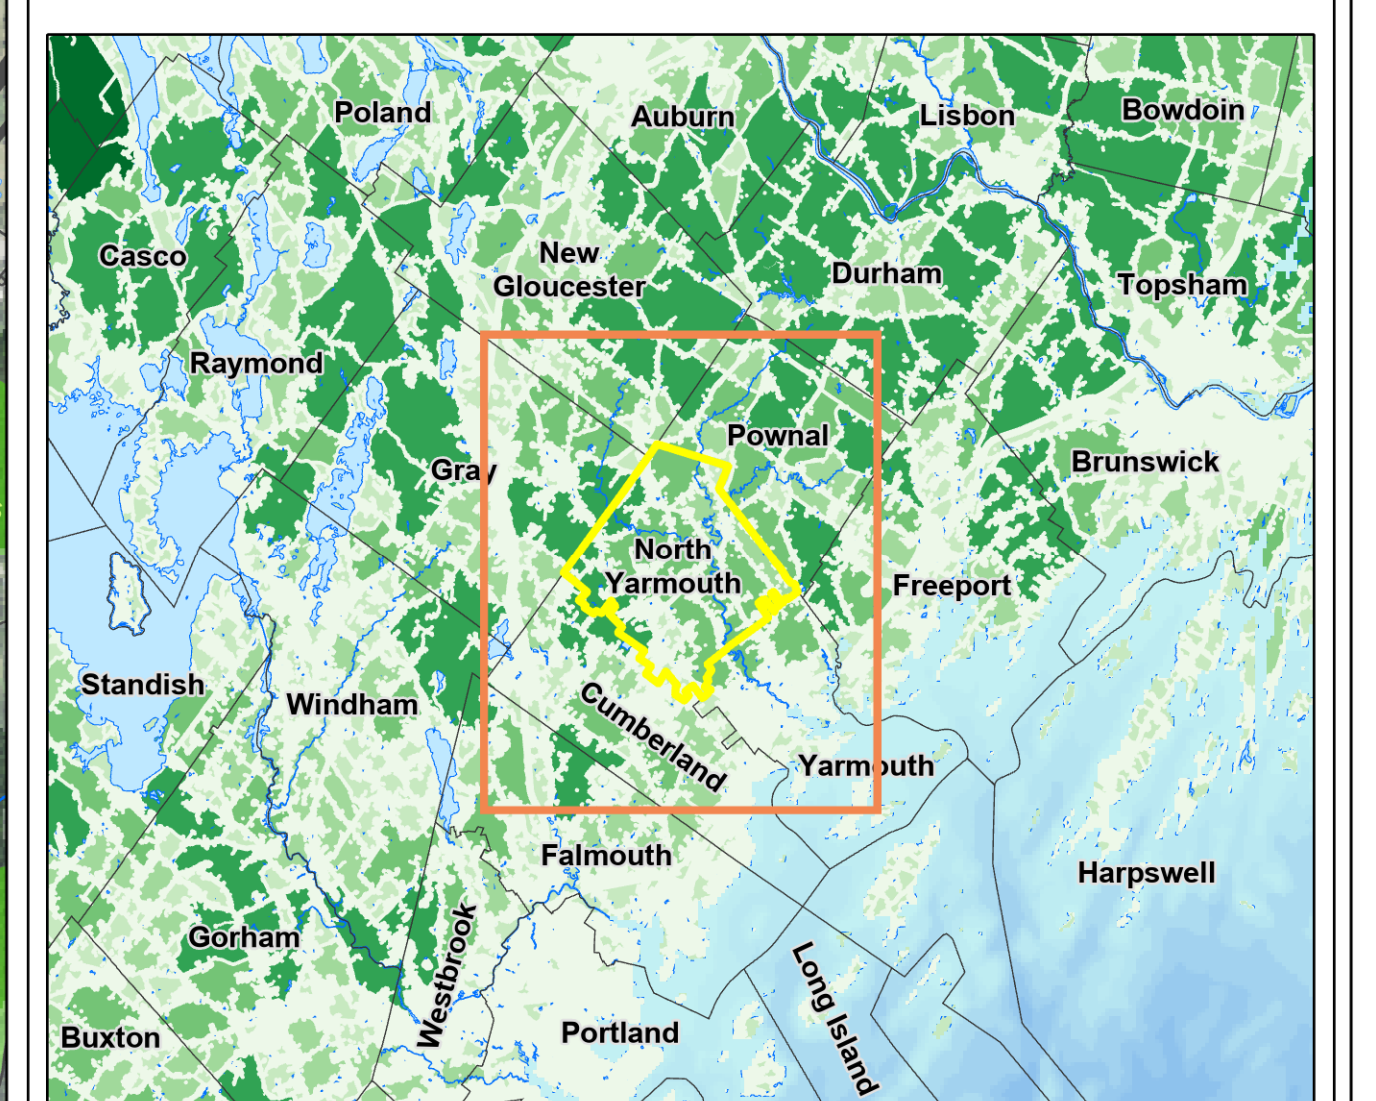 Poland
Auburn
Lisbon
Bowdoin
Casco
New
Gloucester
Durham
Topsham
Raymond
Gray
Pownal
Brunswick
North
Yarmouth
Freeport
Standish
Windham
Cumberland
Yarmouth
Falmouth
Harpswell
Gorham
Westbrook
Long Island
Buxton
Portland